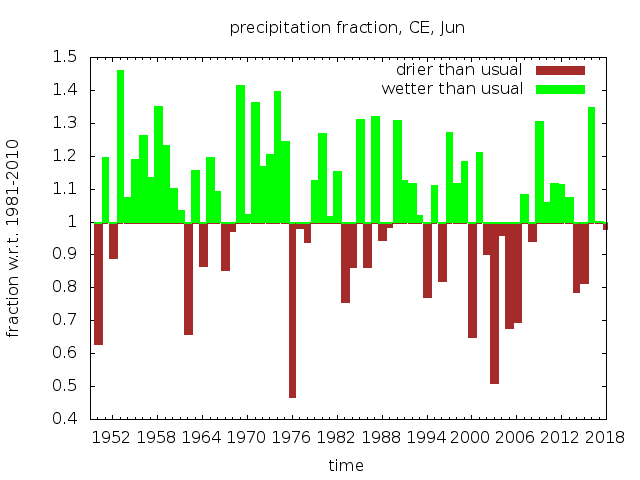 precipitation fraction, CE, Jun
drier than usual
wetter than usual
fraction w.r.t. 1981-2010
1.5
1.4
1.3
1.2
1.1
1
0.9
0.8
0.7
0.6
0.5
0.4
1952 1958 1964 1970 1976 1982 1988 1994 2000 2006 2012 2018
time